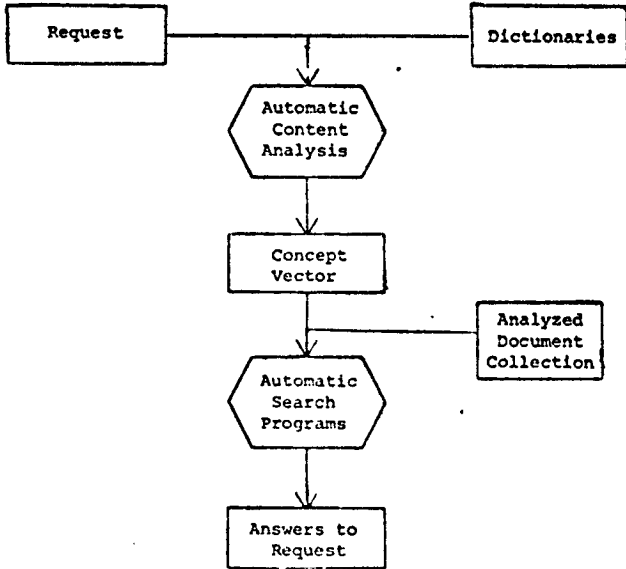 Request
Dictionaries
Automatic
Content
Analysis
Concept
Vector
Analyzed
Document
Collection
Automatic
Search
Programs
Answers to
Request